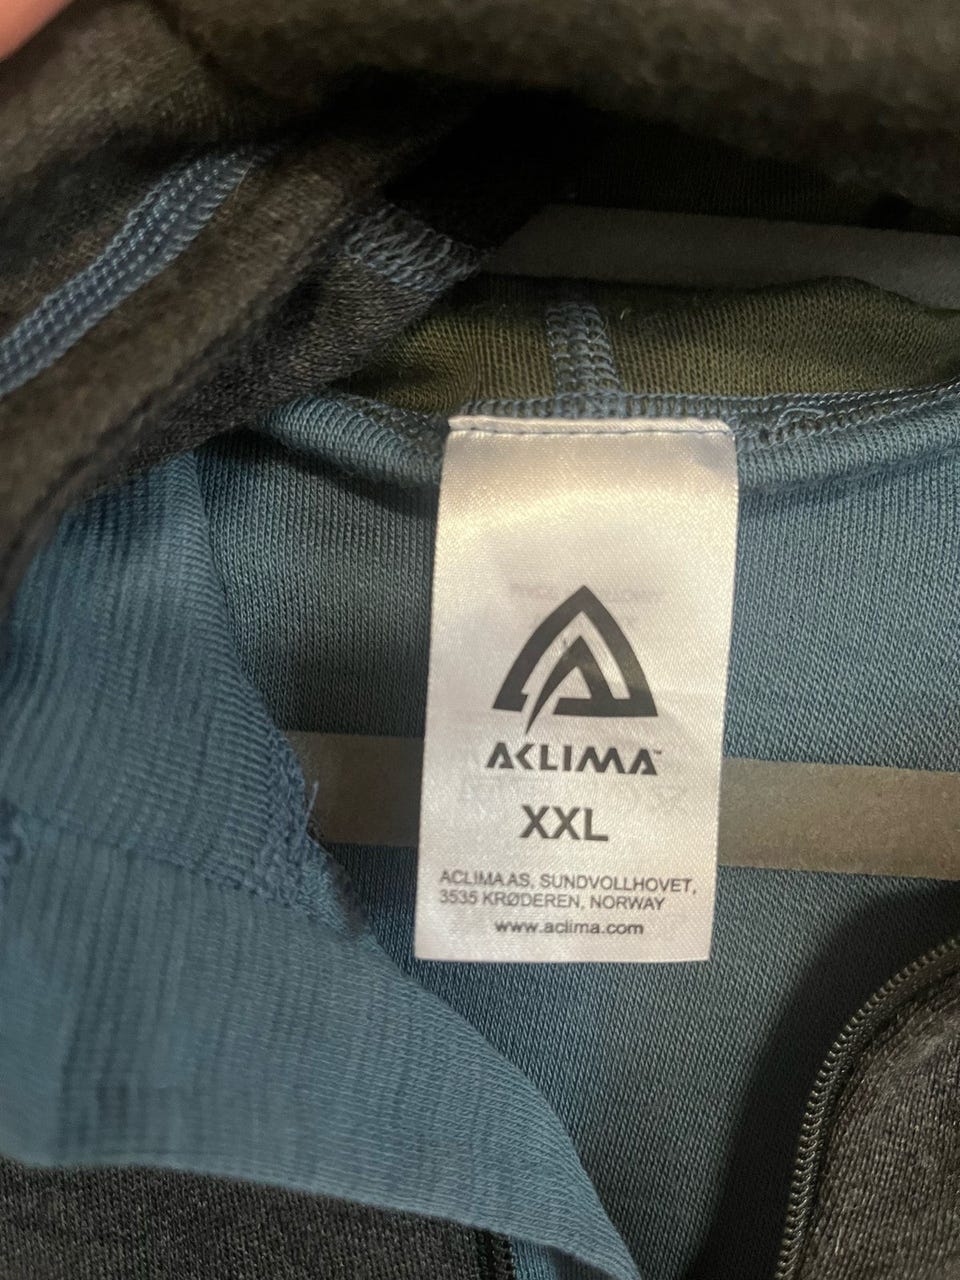 ACLIMA™
XXL
ACLIMA AS, SUNDVOLLHOVET,
3535 KRØDEREN, NORWAY
www.aclima.com